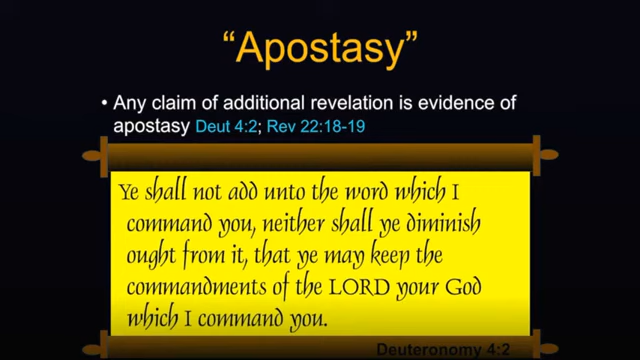 “Apostasy”
• Any claim of additional revelation is evidence of
apostasy Deut 4:2; Rev 22:18-19
Ye shall not add unto the word which I
command you, neither shall ye diminish
ought from it, that ye may keep the
commandments of the LORD your God
which I command you.
Deuteronomy 4:2